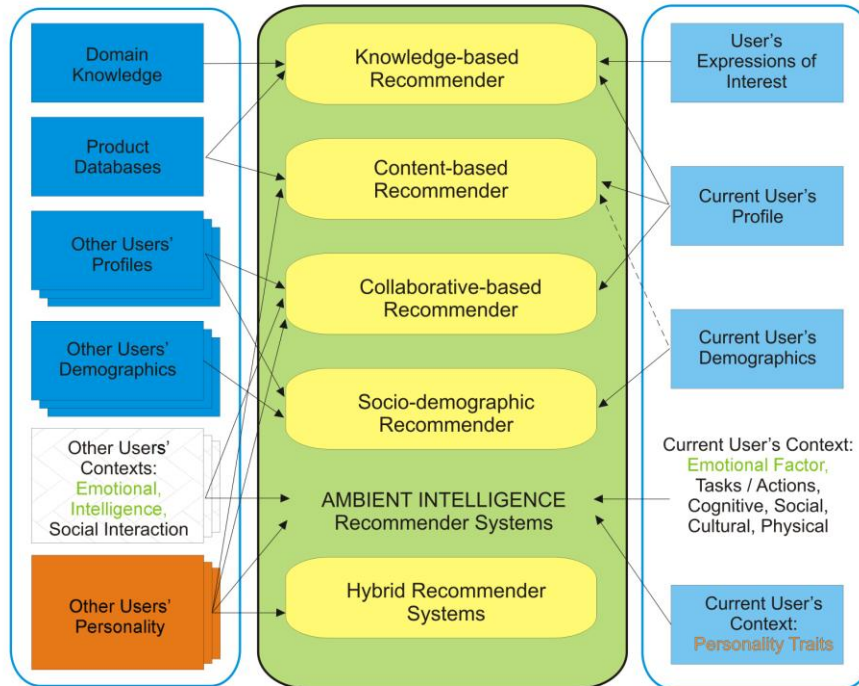 Domain
Knowledge
Product
Databases
Other Users'
Profiles
Other Users'
Demographics
Other Users'
Contexts:
Emotional,
Intelligence,
Social Interaction
Other Users'
Personality
Knowledge-based
Recommender
Content-based
Recommender
Collaborative-based
Recommender
Socio-demographic
Recommender
AMBIENT INTELLIGENCE
Recommender Systems
Hybrid Recommender
Systems
User's
Expressions of
Interest
Current User's
Profile
Current User's
Demographics
Current User's Context:
Emotional Factor,
Tasks / Actions,
Cognitive, Social,
Cultural, Physical
Current User's
Context:
Personality Traits